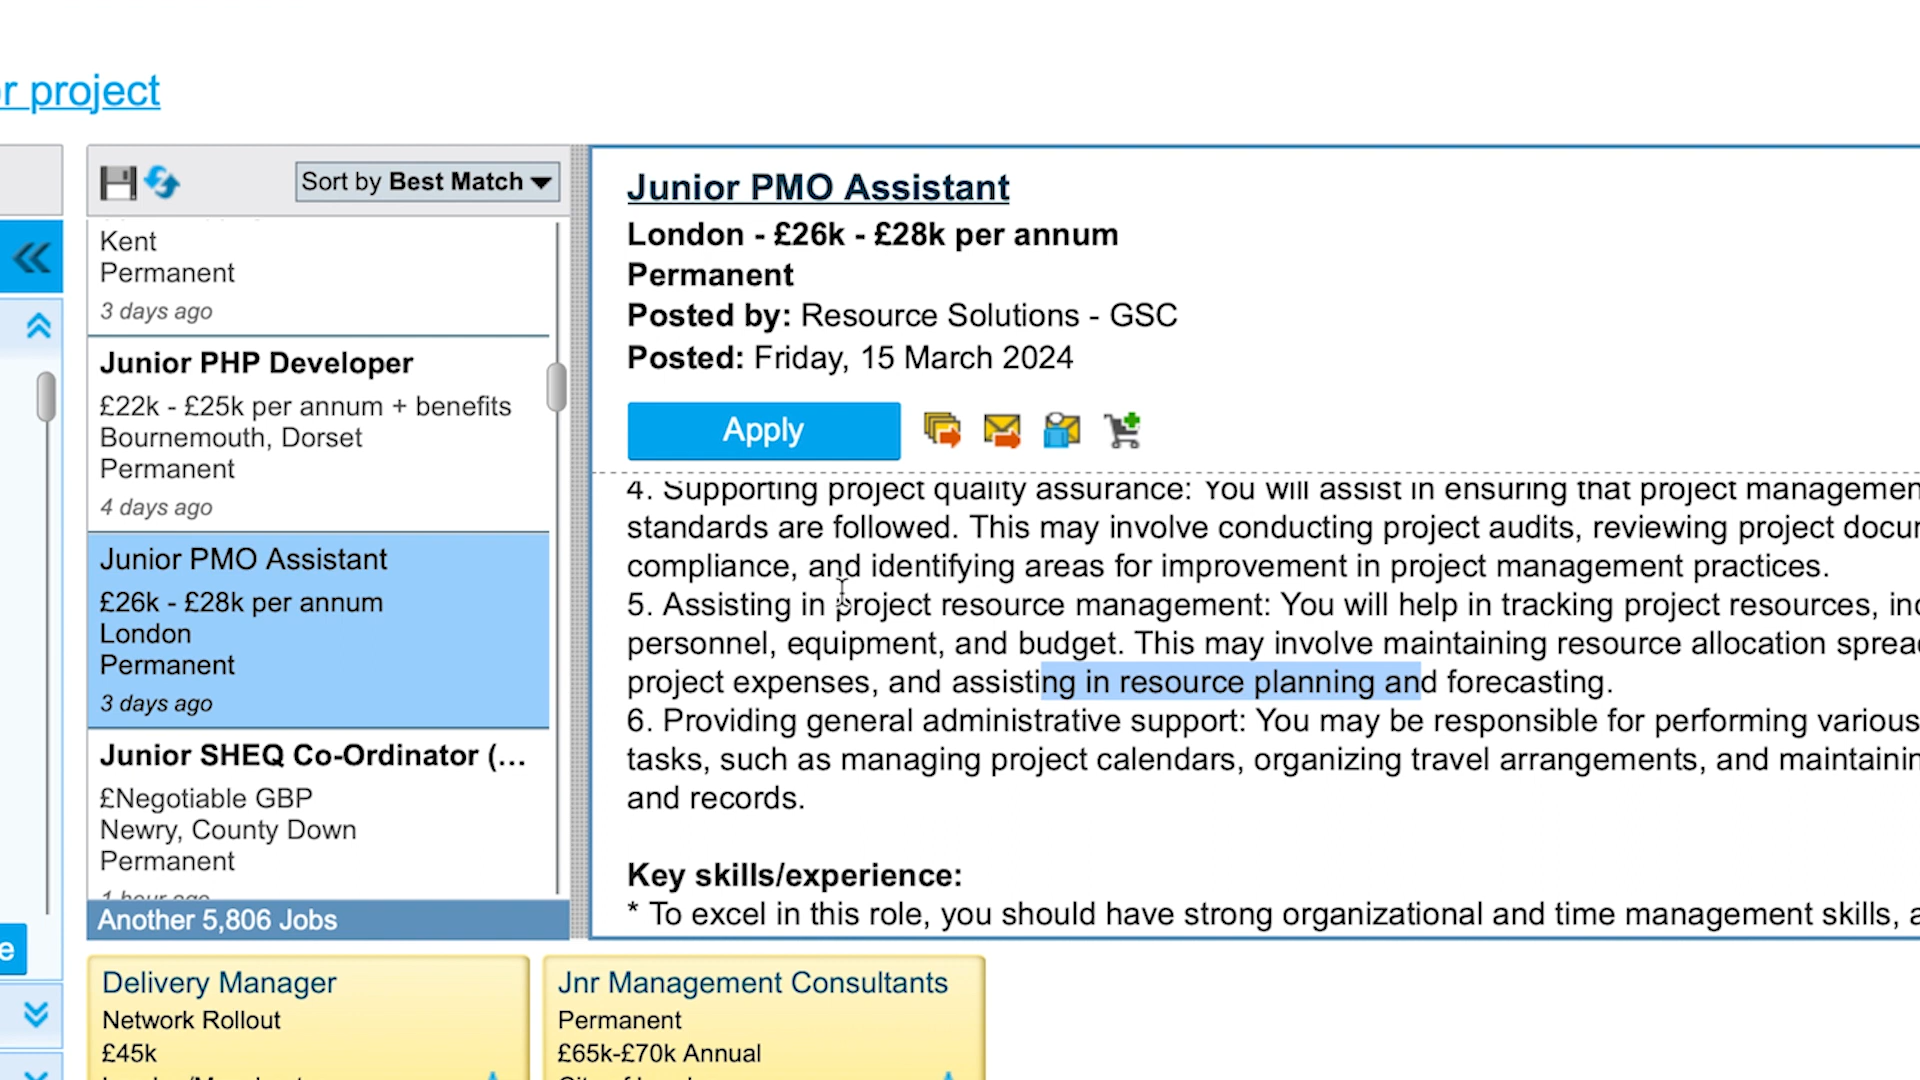 r project
Sort by Best Match
Kent
Permanent
3 days ago
Junior PHP Developer
£22k - £25k per annum + benefits
Bournemouth, Dorset
Permanent
4 days ago
Junior PMO Assistant
£26k - £28k per annum
London
Permanent
3 days ago
Junior SHEQ Co-Ordinator (...
£Negotiable GBP
Newry, County Down
Permanent
1 hour ago
Another 5,806 Jobs
e
Junior PMO Assistant
London - £26k - £28k per annum
Permanent
Posted by: Resource Solutions - GSC
Posted: Friday, 15 March 2024
Apply
4. Supporting project quality assurance: You will assist in ensuring that project managemen
standards are followed. This may involve conducting project audits, reviewing project docu
compliance, and identifying areas for improvement in project management practices.
5. Assisting in project resource management: You will help in tracking project resources, inc
personnel, equipment, and budget. This may involve maintaining resource allocation sprea
project expenses, and assisting in resource planning and forecasting.
6. Providing general administrative support: You may be responsible for performing various
tasks, such as managing project calendars, organizing travel arrangements, and maintainin
and records.
Key skills/experience:
* To excel in this role, you should have strong organizational and time management skills, a
Delivery Manager
Network Rollout
£45k
Jnr Management Consultants
Permanent
£65k-£70k Annual